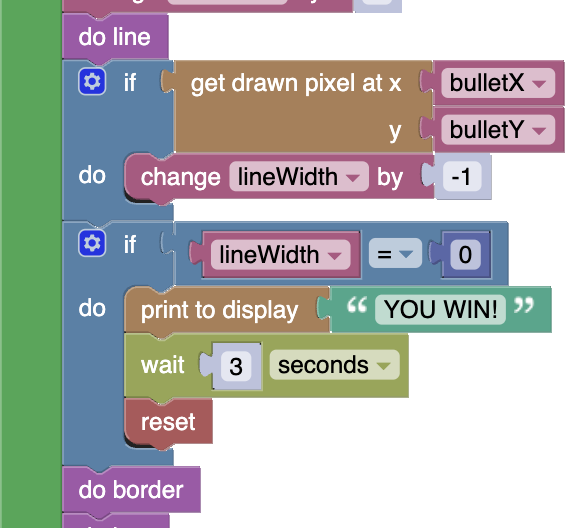 do line
if get drawn pixel at x bulletX
y bulletY
do change lineWidth by -1
if lineWidth = 0
do print to display “ YOU WIN! ”
wait 3 seconds
reset
do border